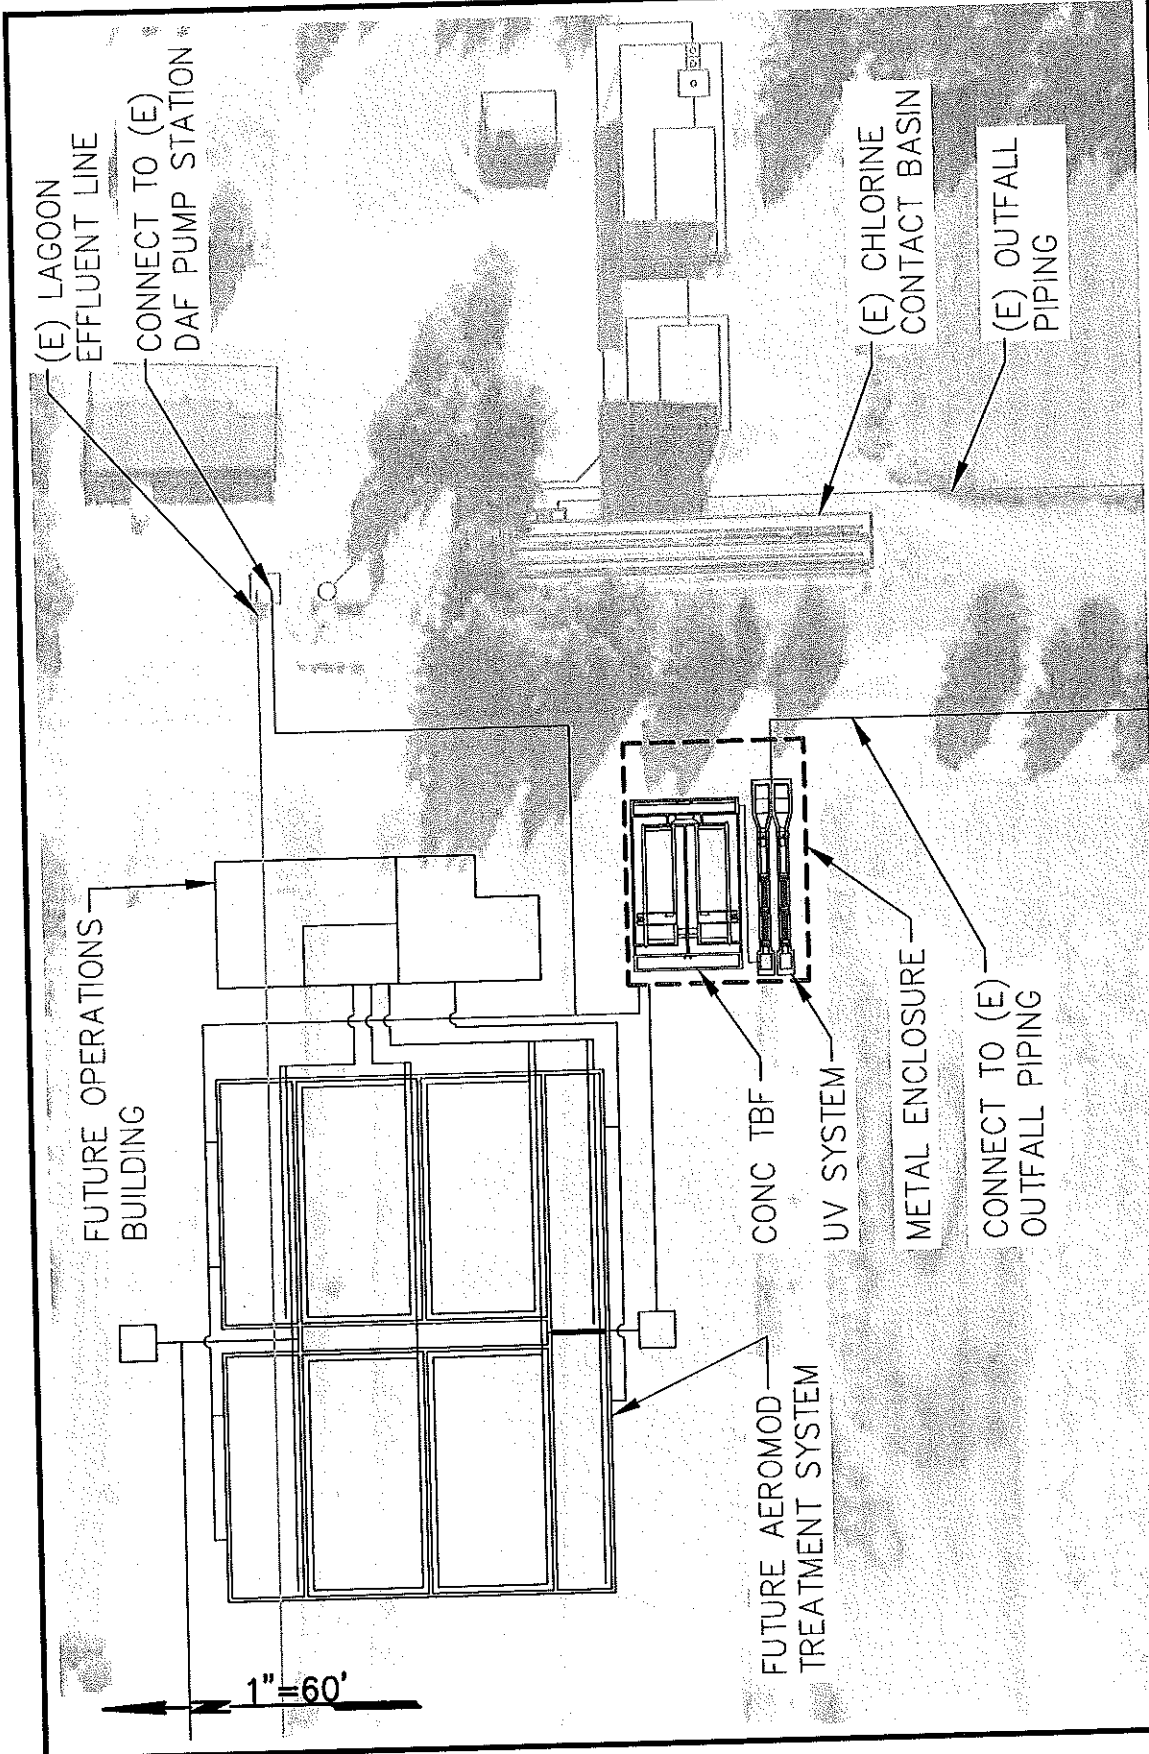 (E) LAGOON
EFFLUENT LINE
CONNECT TO (E)
DAF PUMP STATION
FUTURE OPERATIONS
BUILDING
(E) CHLORINE
CONTACT BASIN
(E) OUTFALL
PIPING
CONC TBF
UV SYSTEM
METAL ENCLOSURE
CONNECT TO (E)
OUTFALL PIPING
FUTURE AEROMOD
TREATMENT SYSTEM
1"=60'
N